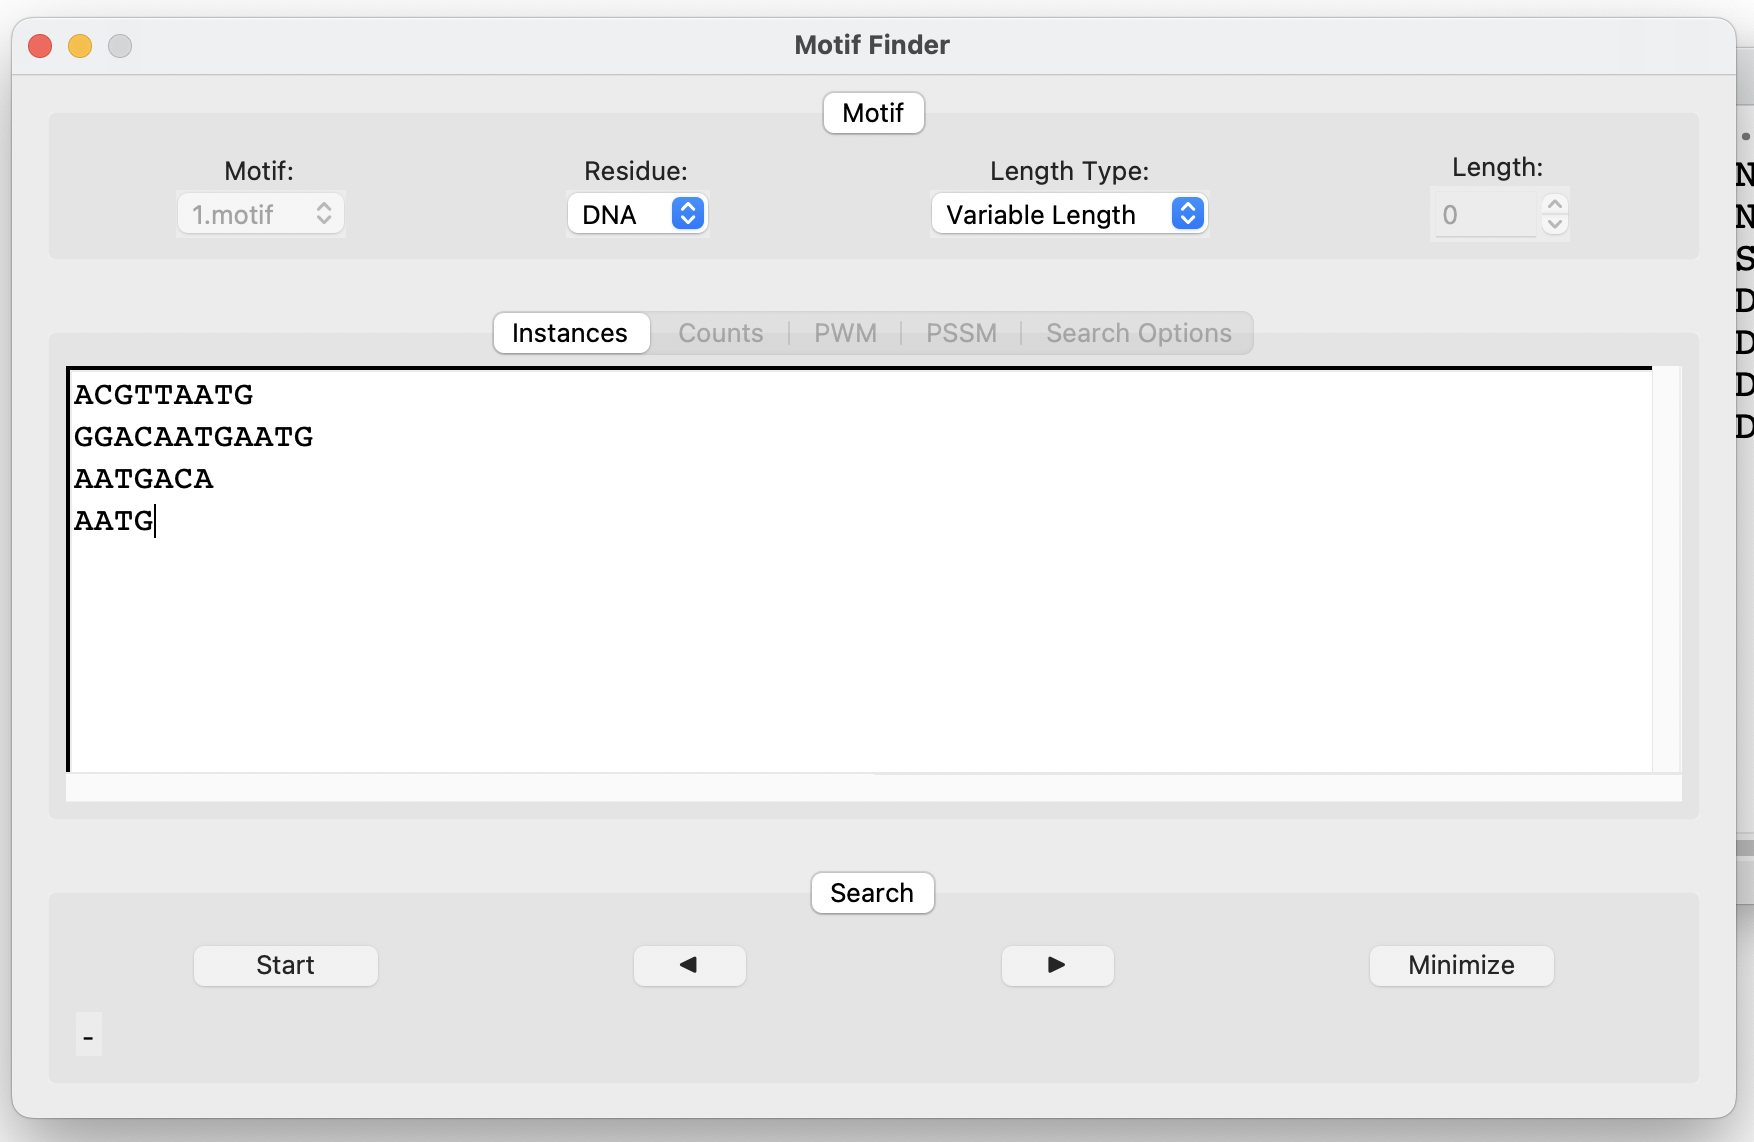 Motif Finder
Motif
Motif: Residue: Length Type: Length:
1.motif DNA Variable Length 0
Instances Counts PWM PSSM Search Options
ACGTTAATG
GGACAATGAATG
AATGACA
AATG
Search
Start ◀ ▶ Minimize
-
N
N
S
D
D
D
D